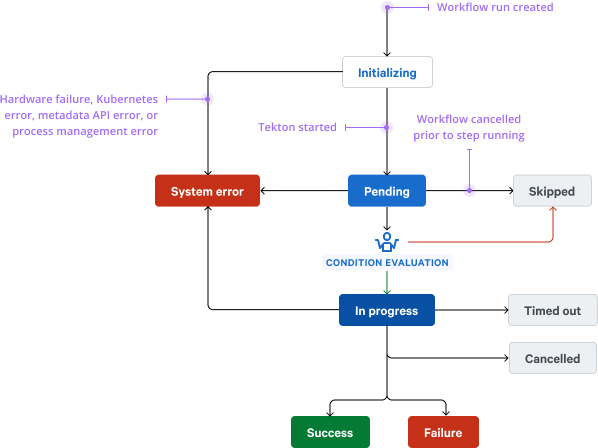 Workflow run created
Initializing
Hardware failure, Kubernetes
error, metadata API error, or
process management error
Tekton started
Workflow cancelled
prior to step running
System error
Pending
Skipped
CONDITION EVALUATION
In progress
Timed out
Cancelled
Success
Failure